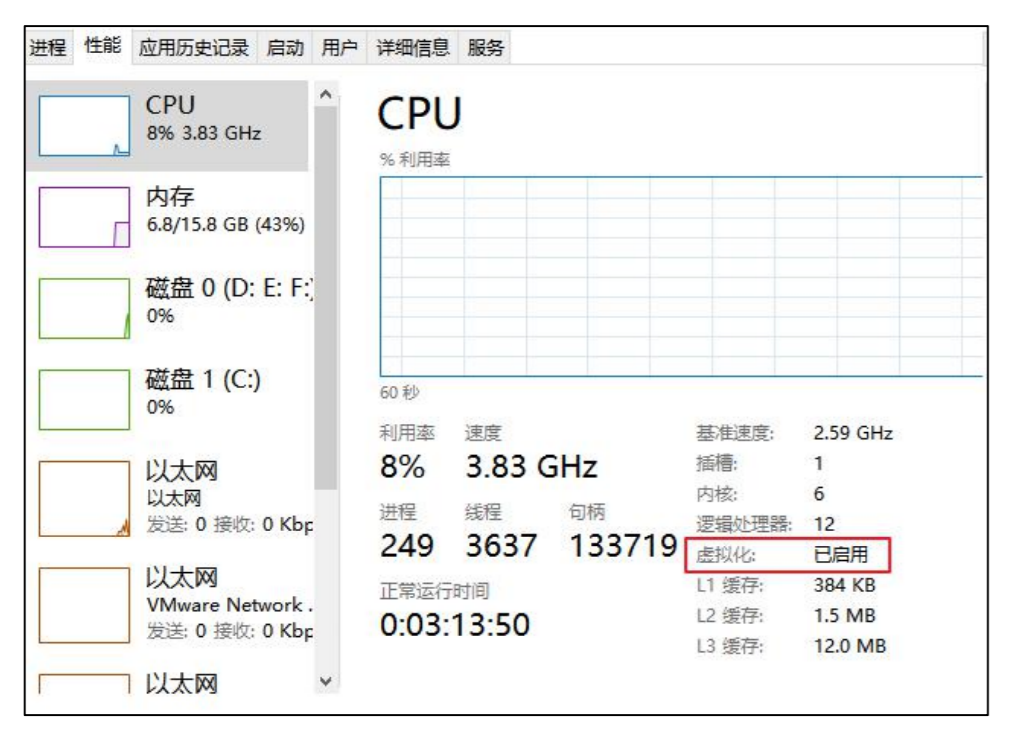 进程 性能 应用历史记录 启动 用户 详细信息 服务
CPU
8% 3.83 GHz
内存
6.8/15.8 GB (43%)
磁盘 0 (D: E: F:)
0%
磁盘 1 (C:)
0%
以太网
以太网
发送: 0 接收: 0 Kbp
以太网
VMware Network .
发送: 0 接收: 0 Kbp
以太网
CPU
% 利用率
60 秒
利用率 速度
8% 3.83 GHz
进程 线程 句柄
249 3637 133719
正常运行时间
0:03:13:50
基准速度: 2.59 GHz
插槽: 1
内核: 6
逻辑处理器: 12
虚拟化: 已启用
L1 缓存: 384 KB
L2 缓存: 1.5 MB
L3 缓存: 12.0 MB